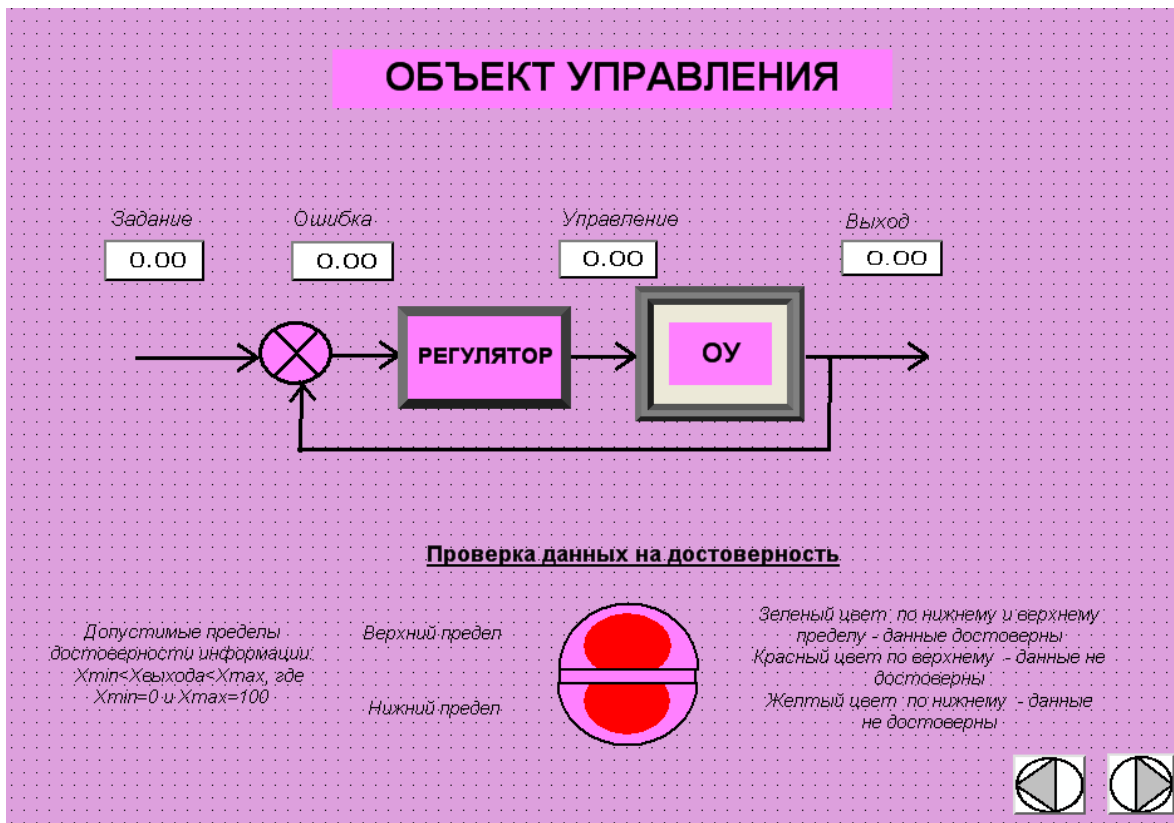 ОБЪЕКТ УПРАВЛЕНИЯ
Задание
Ошибка
Управление
Выход
0.00
0.00
0.00
0.00
РЕГУЛЯТОР
ОУ
Проверка данных на достоверность
Допустимые пределы
достоверности информации:
Xmin<Xвыхода<Xmax, где
Xmin=0 и Xmax=100
Верхний предел
Нижний предел
Зеленый цвет по нижнему и верхнему
пределу - данные достоверны
Красный цвет по верхнему - данные не
достоверны
Желтый цвет по нижнему - данные
не достоверны